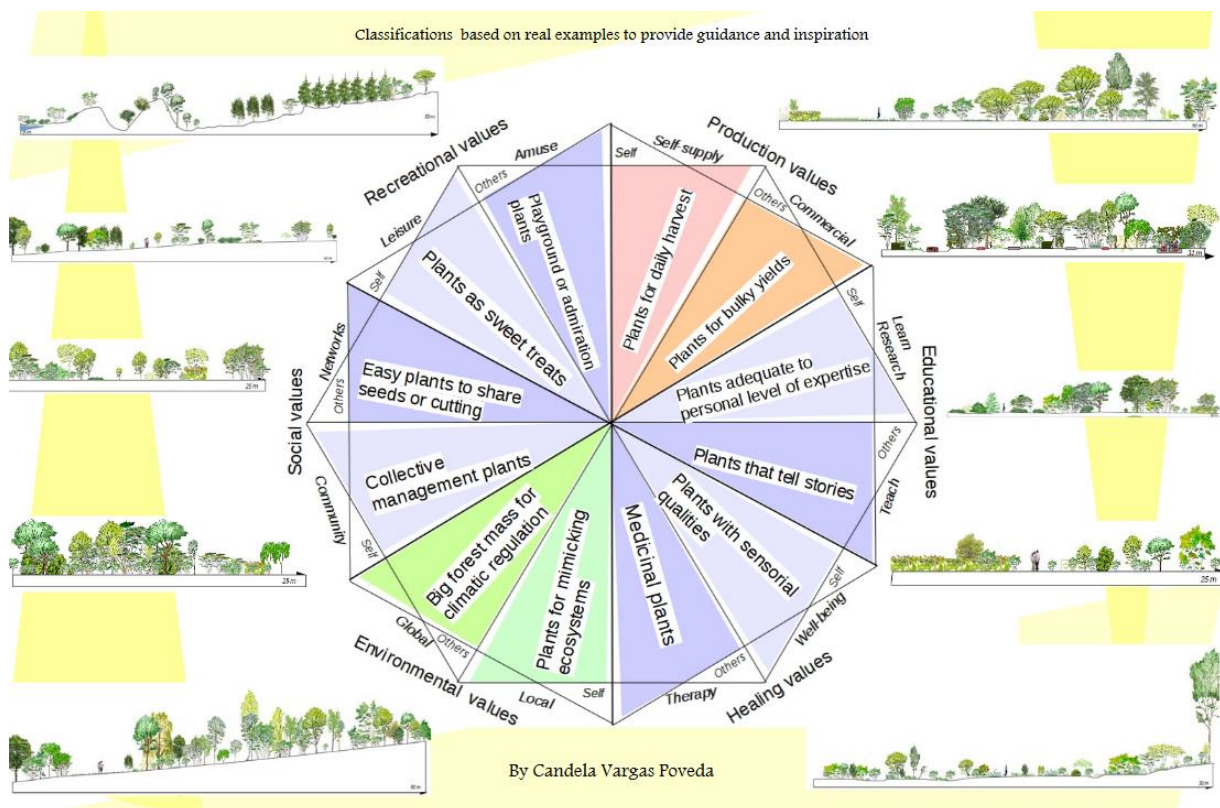 Classifications based on real examples to provide guidance and inspiration
Recreational values
Amuse
Others
Leisure
Self
Playground or admiration
plants
Plants as sweet treats
Production values
Self
Self-supply
Others
Commercial
Plants for daily harvest
Plants for bulky yields
Educational values
Self
Learn
Research
Others
Teach
Plants adequate to
personal level of expertise
Plants that tell stories
Healing values
Self
Well-being
Others
Therapy
Plants with sensorial
qualities
Medicinal plants
Environmental values
Self
Local
Others
Global
Plants for mimicking
ecosystems
Big forest mass for
climatic regulation
Social values
Self
Community
Others
Networks
Collective
management plants
Easy plants to share
seeds or cutting
31 m
25 m
25 m
25 m
By Candela Vargas Poveda